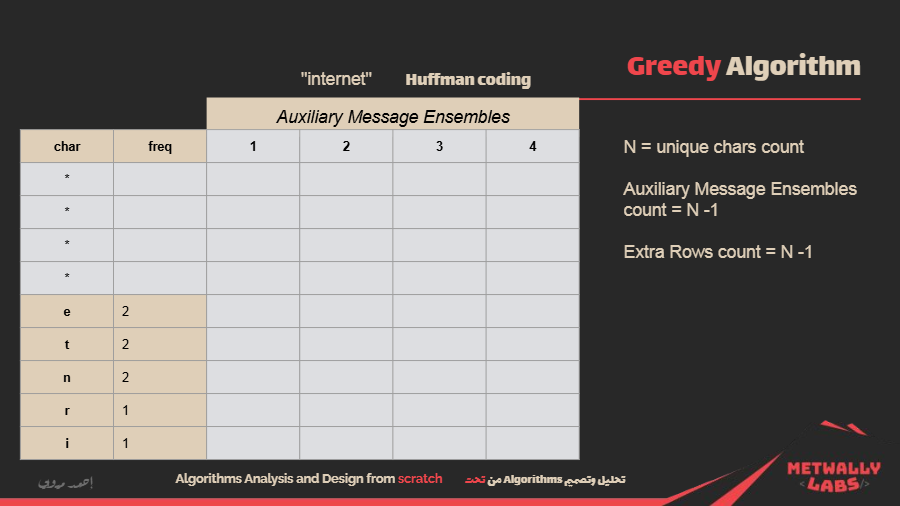 Greedy Algorithm
"internet" Huffman coding
Auxiliary Message Ensembles
char freq 1 2 3 4
*
*
*
*
e 2
t 2
n 2
r 1
i 1
N = unique chars count
Auxiliary Message Ensembles
count = N -1
Extra Rows count = N -1
Algorithms Analysis and Design from scratch
تحليل وتصميم Algorithms من تحت
METWALLY
<LABS/>